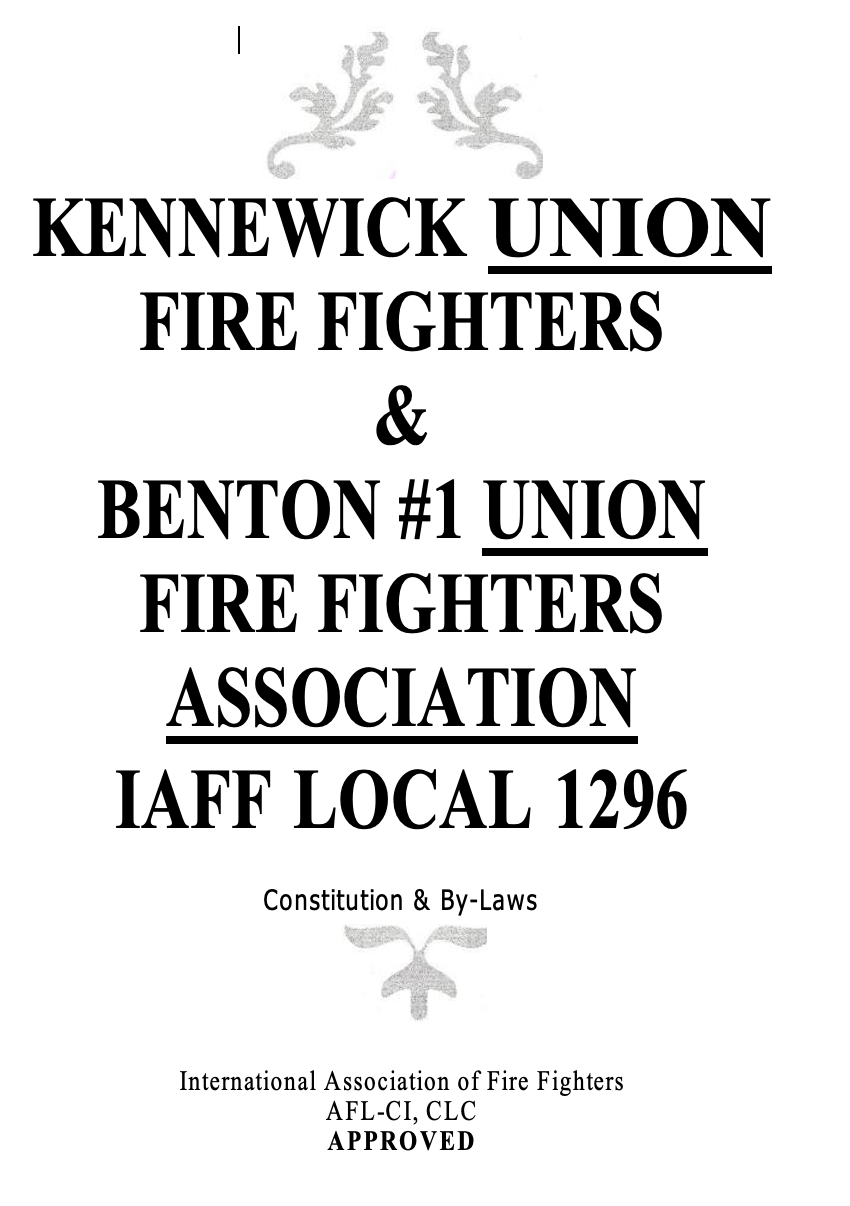 KENNEWICK UNION
FIRE FIGHTERS
&
BENTON #1 UNION
FIRE FIGHTERS
ASSOCIATION
IAFF LOCAL 1296
Constitution & By-Laws
International Association of Fire Fighters
AFL-CI, CLC
APPROVED